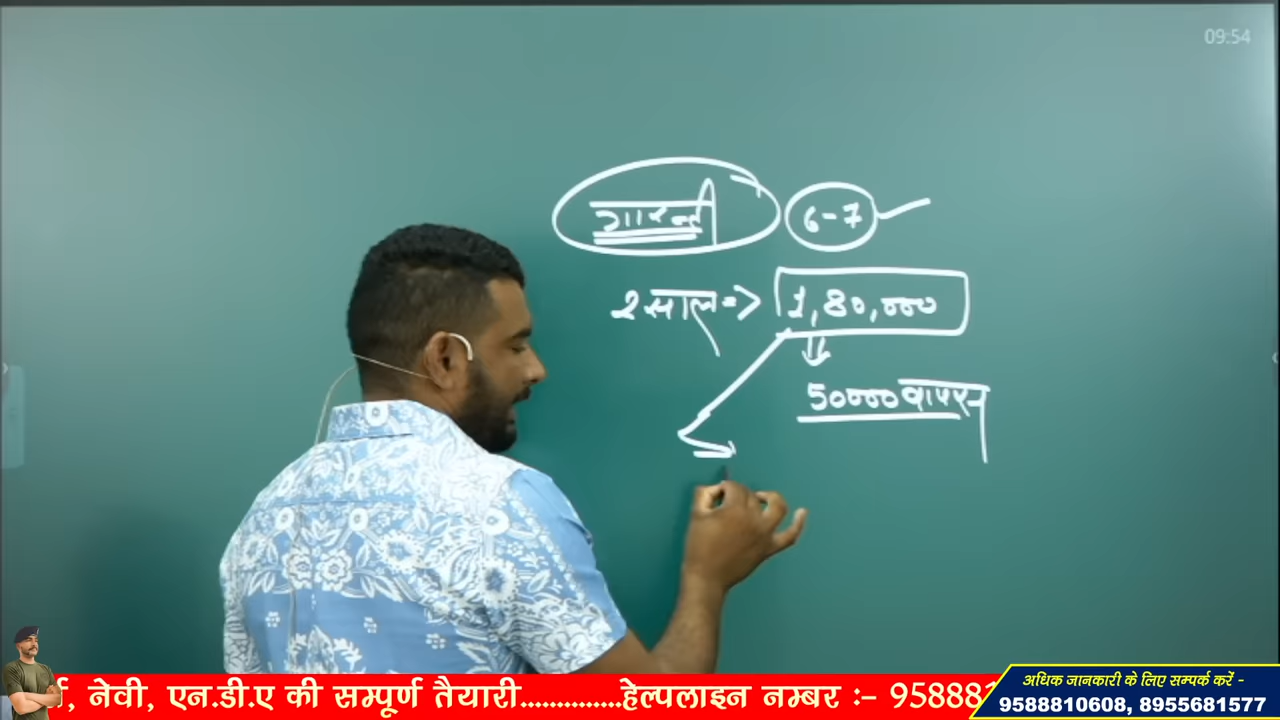 09:54
गारन्टी 6-7
2 साल => 1,80,000
50000 वापस
नेवी, एन.डी.ए की सम्पूर्ण तैयारी...............हेल्पलाइन नम्बर :- 95888
अधिक जानकारी के लिए सम्पर्क करें -
9588810608, 8955681577